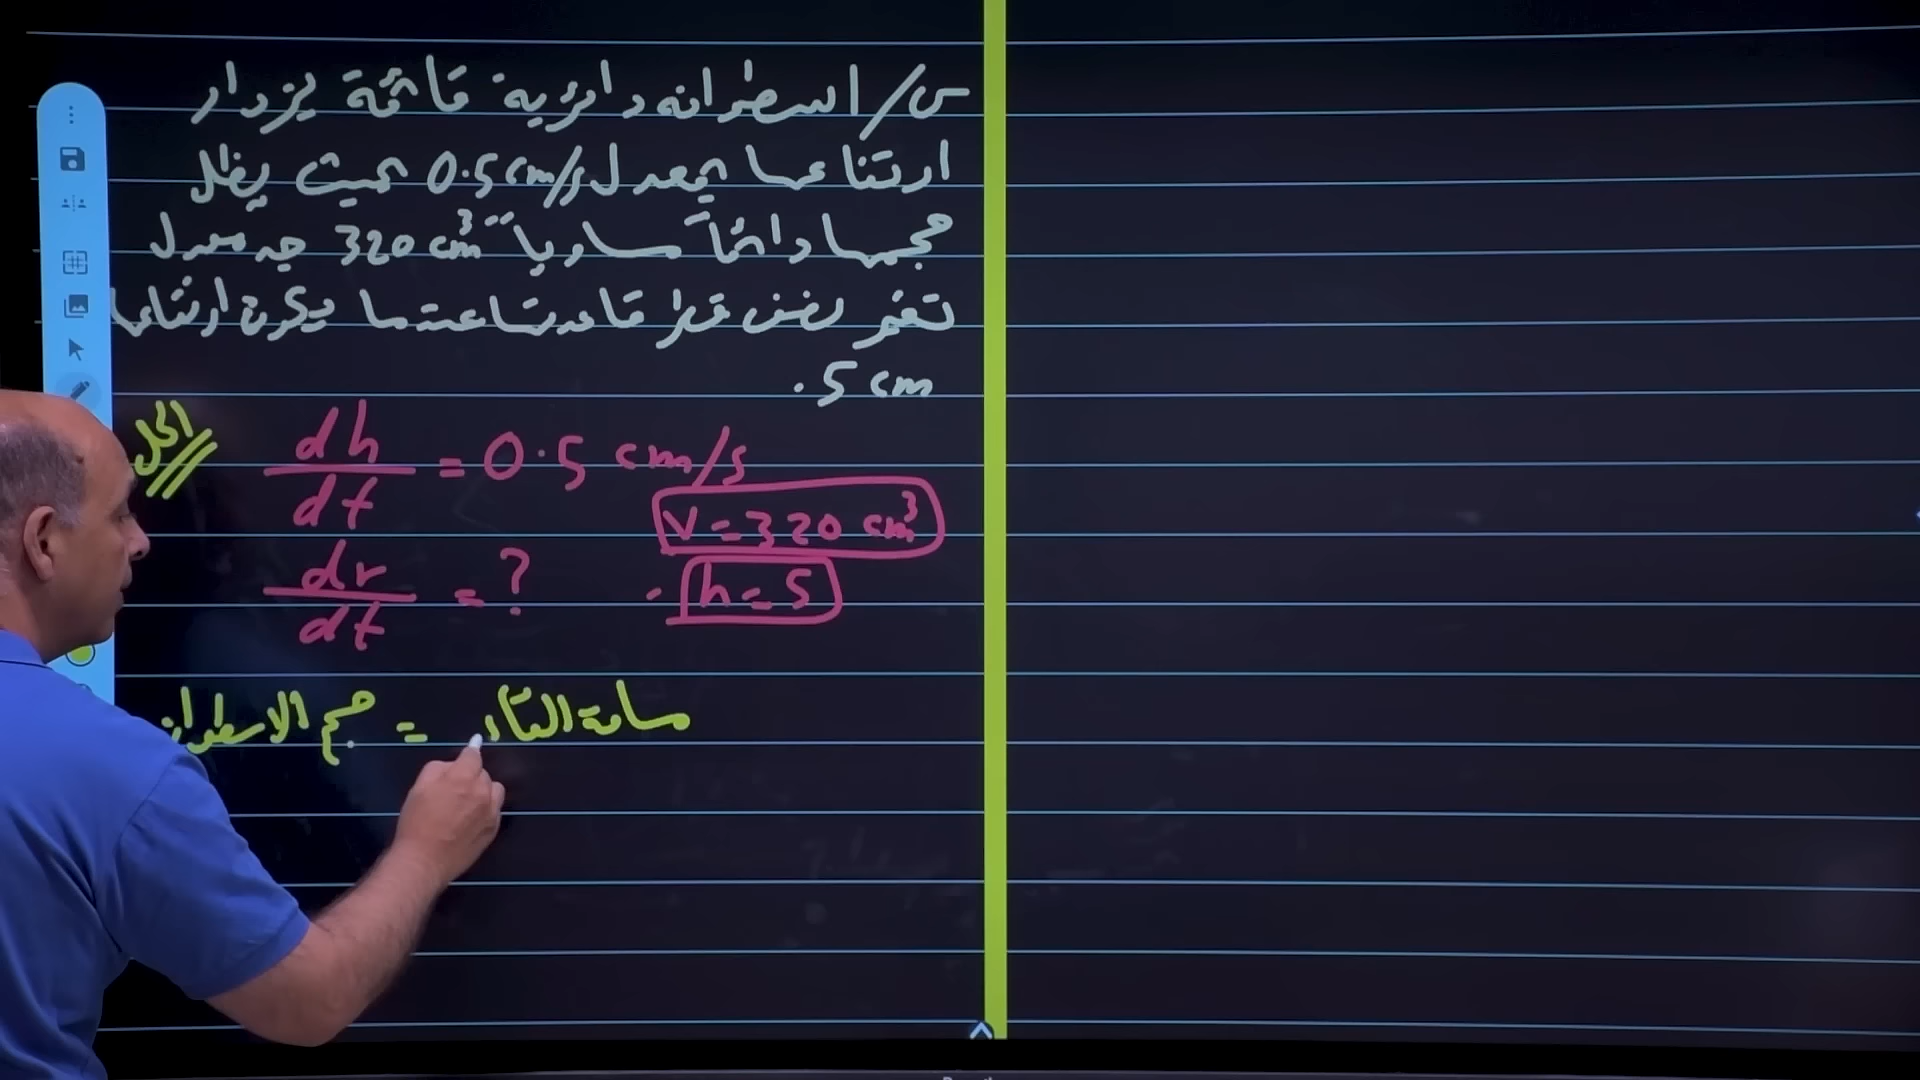 س/ اسطوانة دائرية قائمة يزداد
ارتفاعها بمعدل 0.5 cm/s بحيث يظل
حجمها دائماً مساوياً 320 cm³ جد معدل
تغير نصف قطر قاعدتها عندما يكون ارتفاعها
5 cm .
الحل
dh/dt = 0.5 cm/s
V = 320 cm³
dr/dt = ?
h = 5
حجم = مساحة